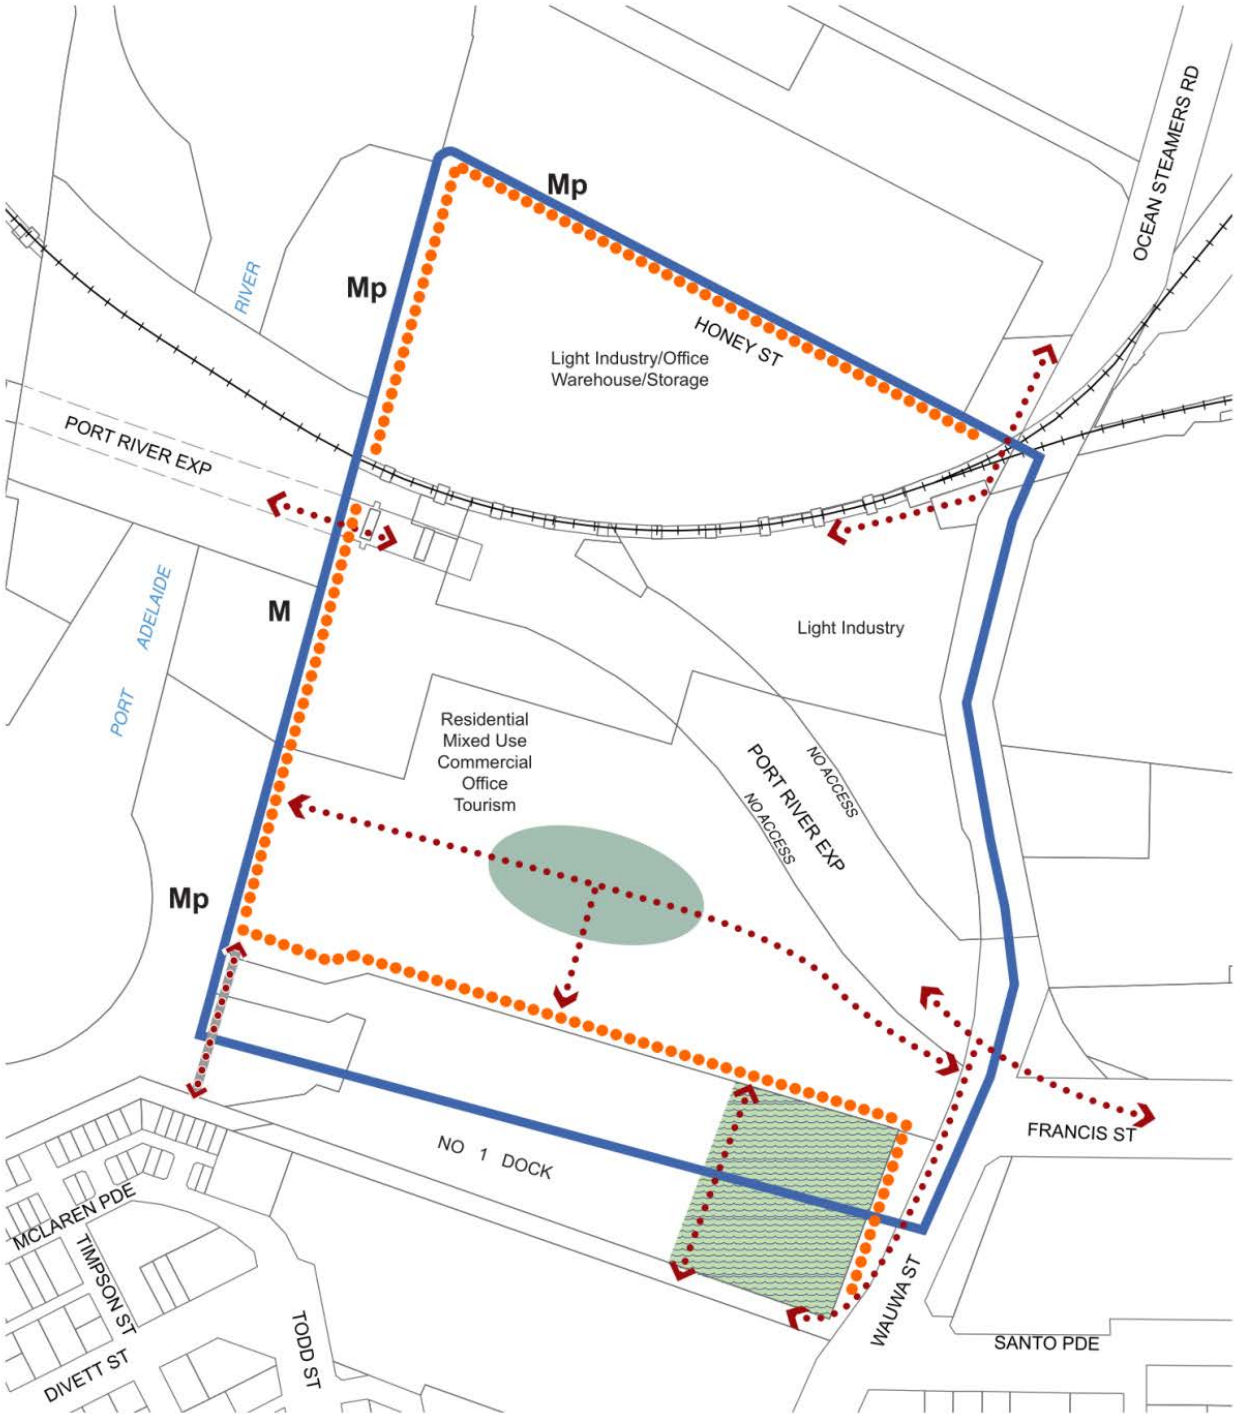 OCEAN STEAMERS RD
Mp
Mp
RIVER
HONEY ST
Light Industry/Office
Warehouse/Storage
PORT RIVER EXP
ADELAIDE
M
Light Industry
PORT
Residential
Mixed Use
Commercial
Office
Tourism
NO ACCESS
PORT RIVER EXP
NO ACCESS
Mp
FRANCIS ST
NO 1 DOCK
MCLAREN PDE
TIMPSON ST
WAUWA ST
TODD ST
SANTO PDE
DIVETT ST